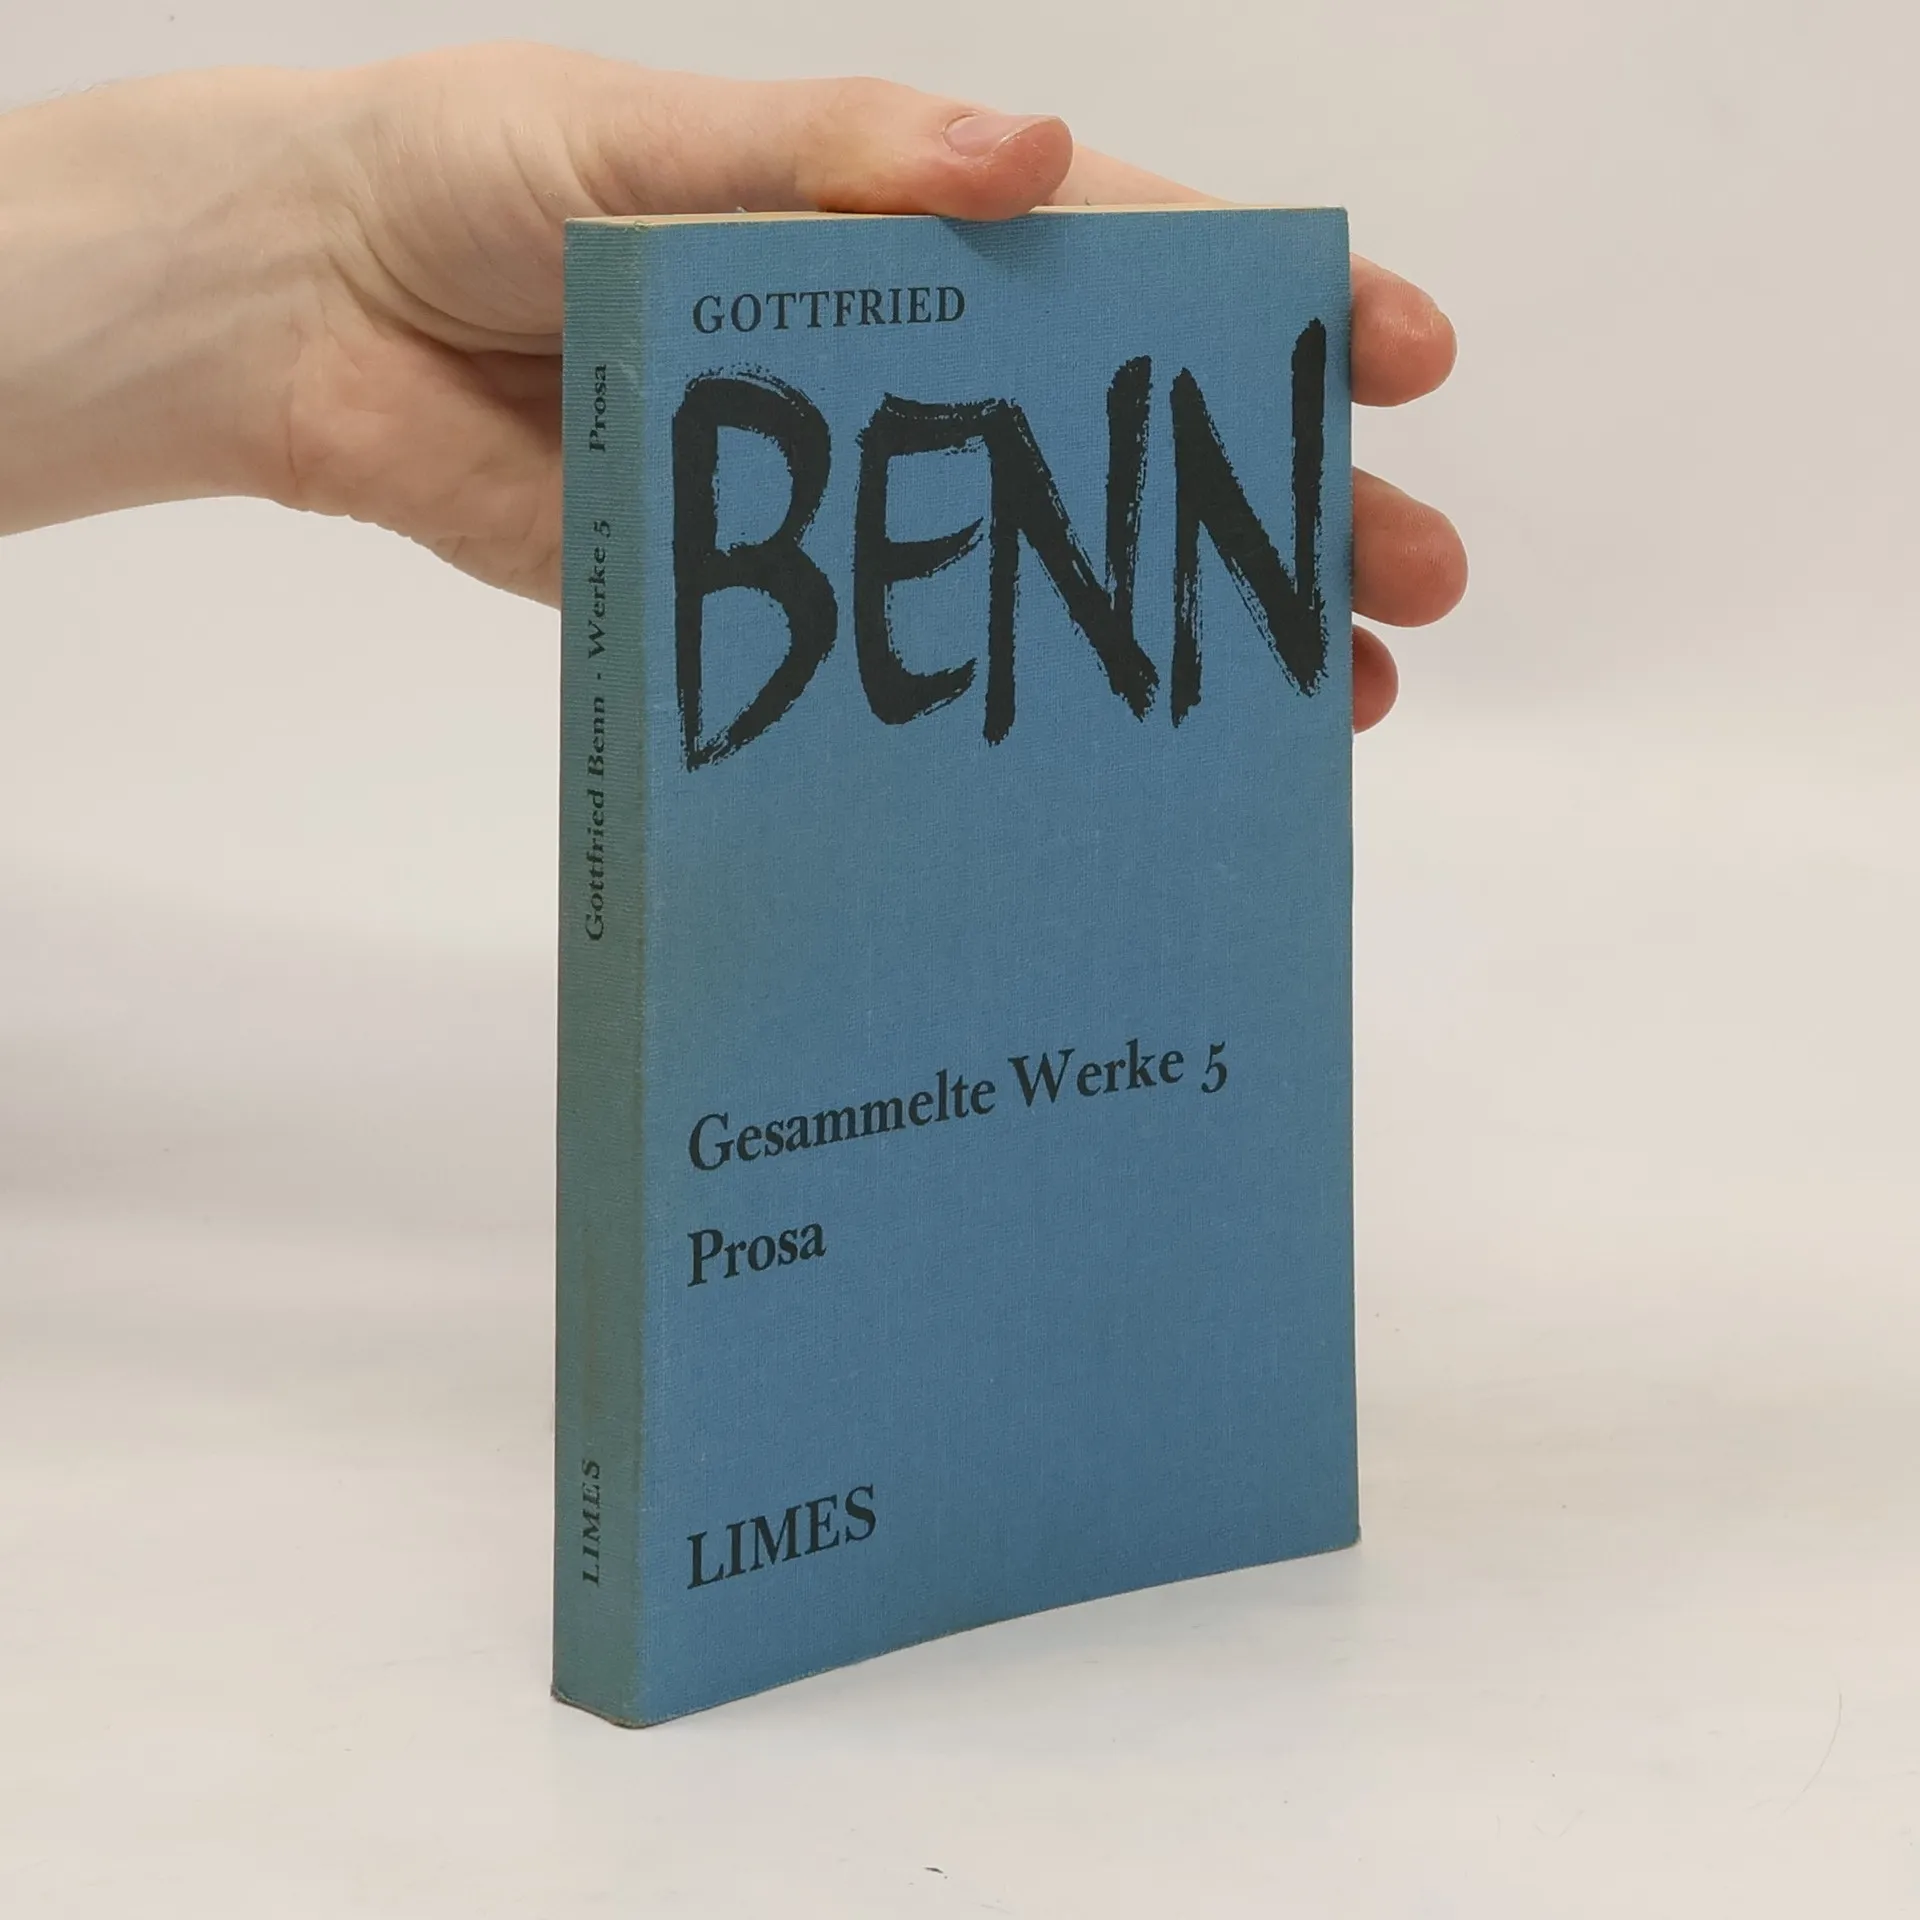 GOTTFRIED
BENN
Gesammelte Werke 5
Prosa
LIMES
Gottfried Benn · Werke 5 Prosa
LIMES